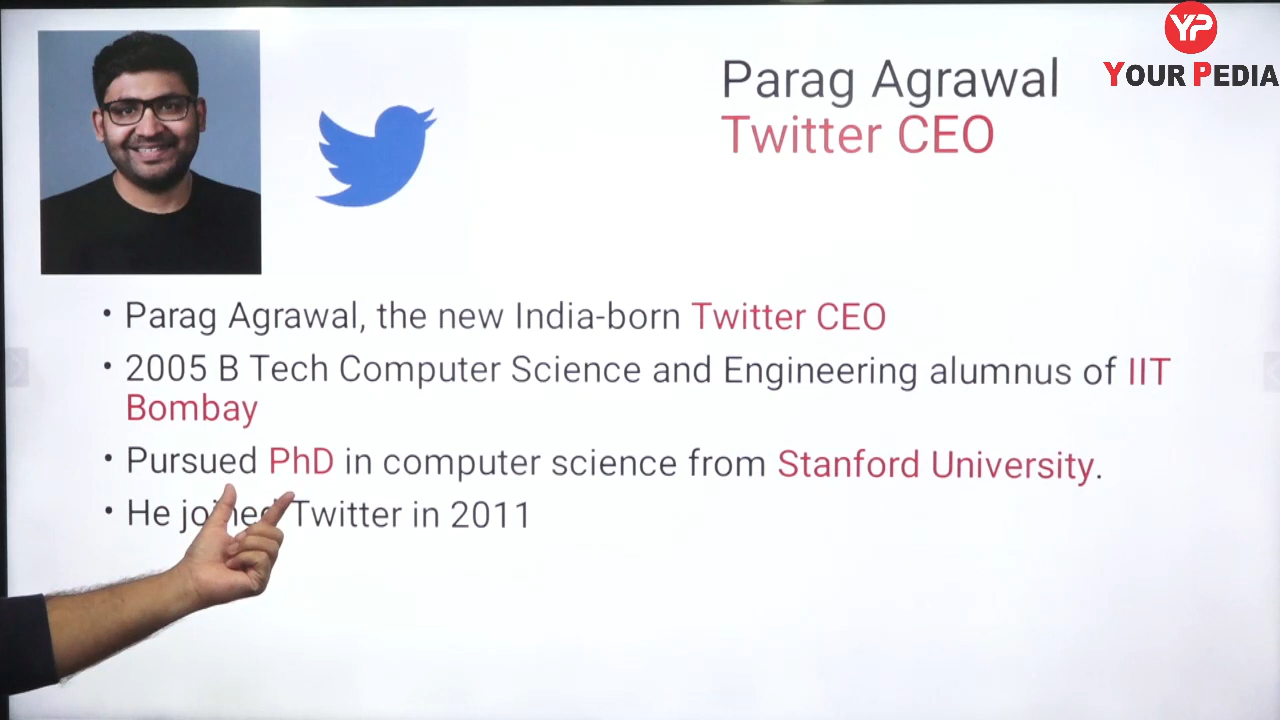 YP
YOUR PEDIA
Parag Agrawal
Twitter CEO
• Parag Agrawal, the new India-born Twitter CEO
• 2005 B Tech Computer Science and Engineering alumnus of IIT
Bombay
• Pursued PhD in computer science from Stanford University.
• He joined Twitter in 2011